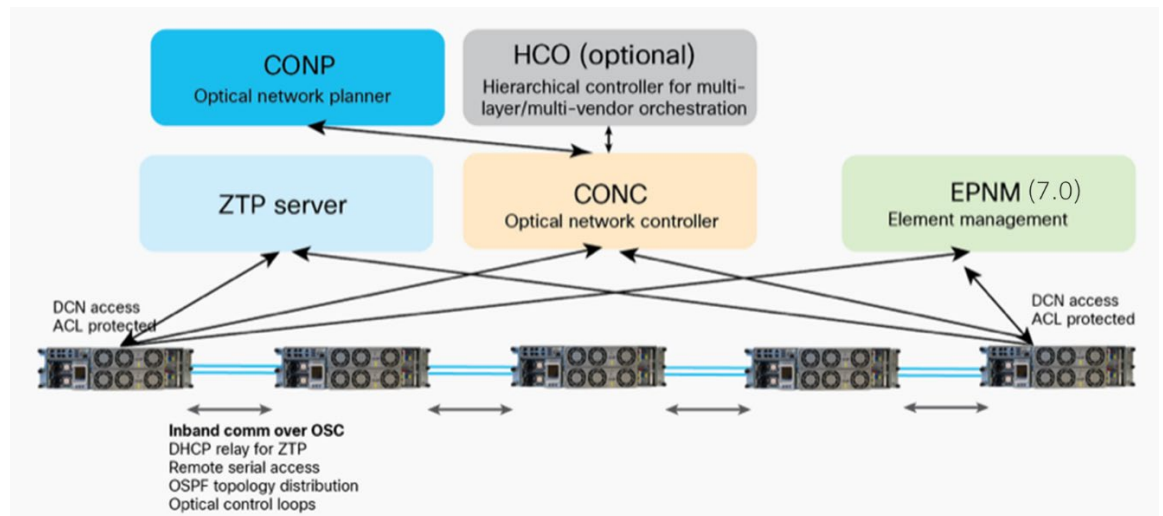 CONP
Optical network planner
HCO (optional)
Hierarchical controller for multi-
layer/multi-vendor orchestration
ZTP server
CONC
Optical network controller
EPNM (7.0)
Element management
DCN access
ACL protected
DCN access
ACL protected
Inband comm over OSC
DHCP relay for ZTP
Remote serial access
OSPF topology distribution
Optical control loops